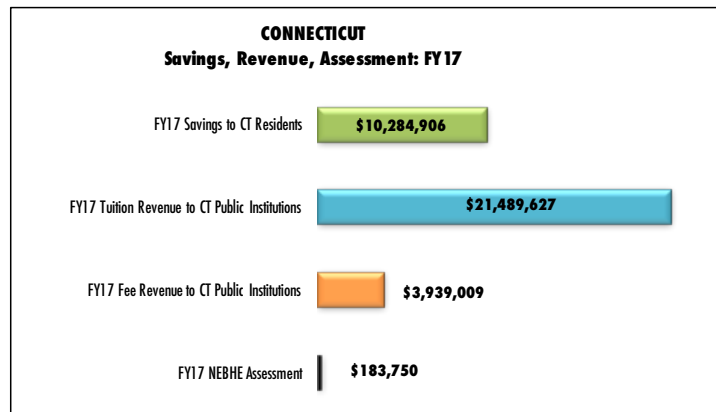 CONNECTICUT
Savings, Revenue, Assessment: FY17
FY17 Savings to CT Residents
$10,284,906
FY17 Tuition Revenue to CT Public Institutions
$21,489,627
FY17 Fee Revenue to CT Public Institutions
$3,939,009
FY17 NEBHE Assessment
$183,750